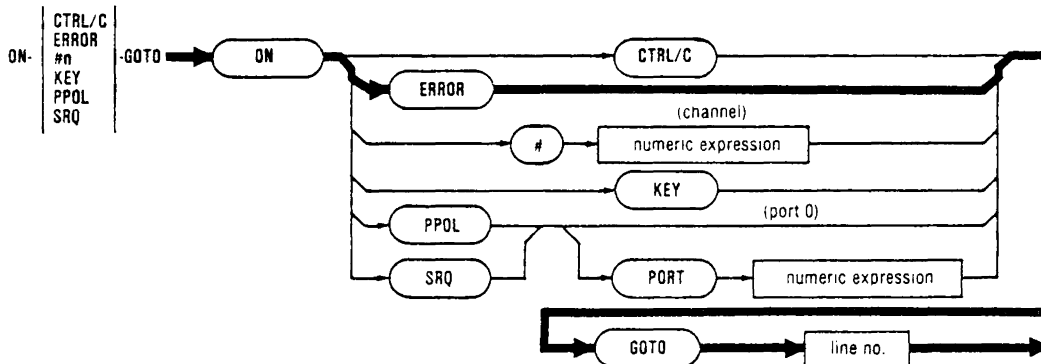 ON- CTRL/C ERROR #n KEY PPOL SRQ -GOTO
ON
CTRL/C
ERROR
(channel)
#
numeric expression
KEY
(port 0)
PPOL
SRQ
PORT
numeric expression
GOTO
line no.